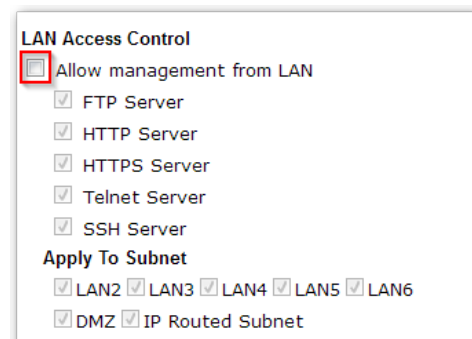 LAN Access Control
Allow management from LAN
FTP Server
HTTP Server
HTTPS Server
Telnet Server
SSH Server
Apply To Subnet
LAN2 LAN3 LAN4 LAN5 LAN6
DMZ IP Routed Subnet